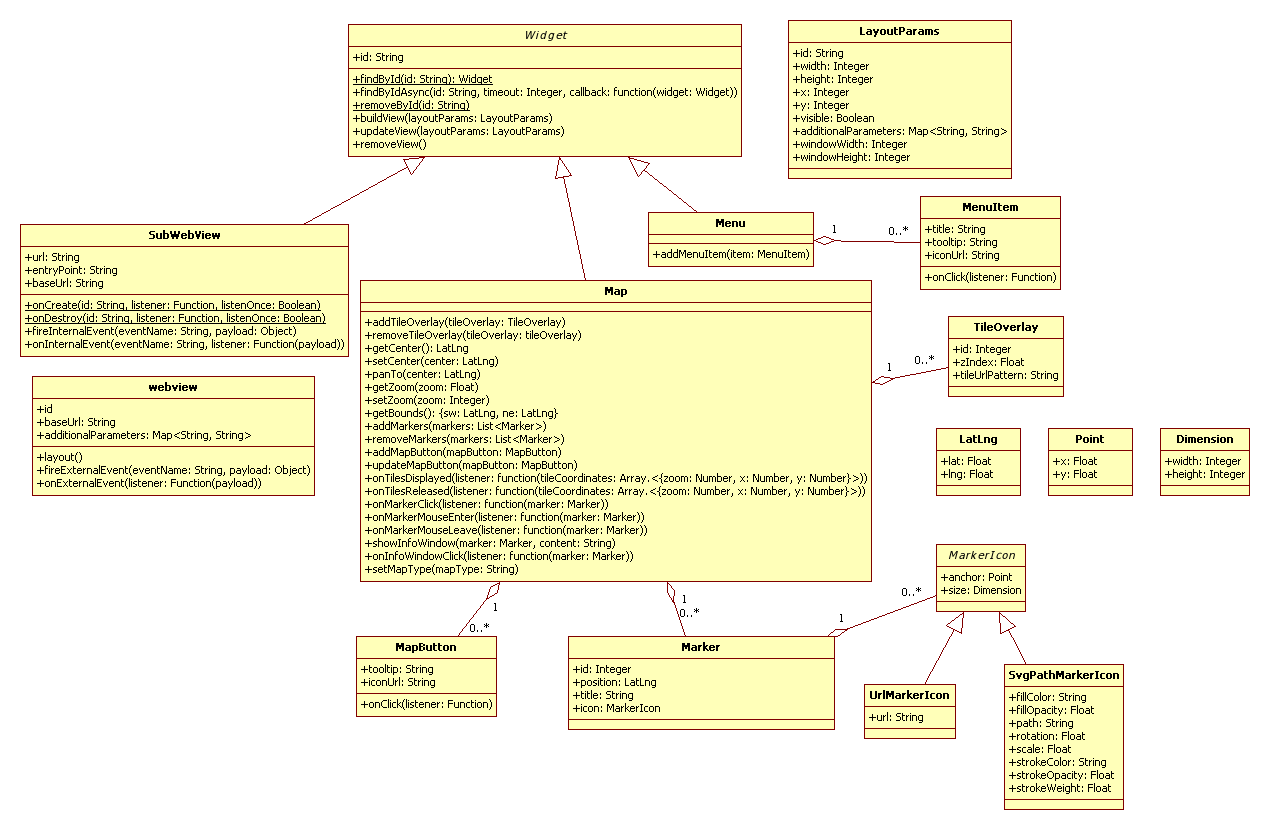 Widget
+id: String
+findById(id: String): Widget
+findByIdAsync(id: String, timeout: Integer, callback: function(widget: Widget))
+removeById(id: String)
+buildView(layoutParams: LayoutParams)
+updateView(layoutParams: LayoutParams)
+removeView()
LayoutParams
+id: String
+width: Integer
+height: Integer
+x: Integer
+y: Integer
+visible: Boolean
+additionalParameters: Map<String, String>
+windowWidth: Integer
+windowHeight: Integer
SubWebView
+url: String
+entryPoint: String
+baseUrl: String
+onCreate(id: String, listener: Function, listenOnce: Boolean)
+onDestroy(id: String, listener: Function, listenOnce: Boolean)
+fireInternalEvent(eventName: String, payload: Object)
+onInternalEvent(eventName: String, listener: Function(payload))
Menu
+addMenuItem(item: MenuItem)
1
0..*
MenuItem
+title: String
+tooltip: String
+iconUrl: String
+onClick(listener: Function)
webview
+id
+baseUrl: String
+additionalParameters: Map<String, String>
+layout()
+fireExternalEvent(eventName: String, payload: Object)
+onExternalEvent(listener: Function(payload))
Map
+addTileOverlay(tileOverlay: TileOverlay)
+removeTileOverlay(tileOverlay: tileOverlay)
+getCenter(): LatLng
+setCenter(center: LatLng)
+panTo(center: LatLng)
+getZoom(zoom: Float)
+setZoom(zoom: Integer)
+getBounds(): {sw: LatLng, ne: LatLng}
+addMarkers(markers: List<Marker>)
+removeMarkers(markers: List<Marker>)
+addMapButton(mapButton: MapButton)
+updateMapButton(mapButton: MapButton)
+onTilesDisplayed(listener: function(tileCoordinates: Array.<{zoom: Number, x: Number, y: Number}>))
+onTilesReleased(listener: function(tileCoordinates: Array.<{zoom: Number, x: Number, y: Number}>))
+onMarkerClick(listener: function(marker: Marker))
+onMarkerMouseEnter(listener: function(marker: Marker))
+onMarkerMouseLeave(listener: function(marker: Marker))
+showInfoWindow(marker: Marker, content: String)
+onInfoWindowClick(listener: function(marker: Marker))
+setMapType(mapType: String)
1
0..*
TileOverlay
+id: Integer
+zIndex: Float
+tileUrlPattern: String
LatLng
+lat: Float
+lng: Float
Point
+x: Float
+y: Float
Dimension
+width: Integer
+height: Integer
1
0..*
MapButton
+tooltip: String
+iconUrl: String
+onClick(listener: Function)
1
0..*
Marker
+id: Integer
+position: LatLng
+title: String
+icon: MarkerIcon
1
0..*
MarkerIcon
+anchor: Point
+size: Dimension
UrlMarkerIcon
+url: String
SvgPathMarkerIcon
+fillColor: String
+fillOpacity: Float
+path: String
+rotation: Float
+scale: Float
+strokeColor: String
+strokeOpacity: Float
+strokeWeight: Float